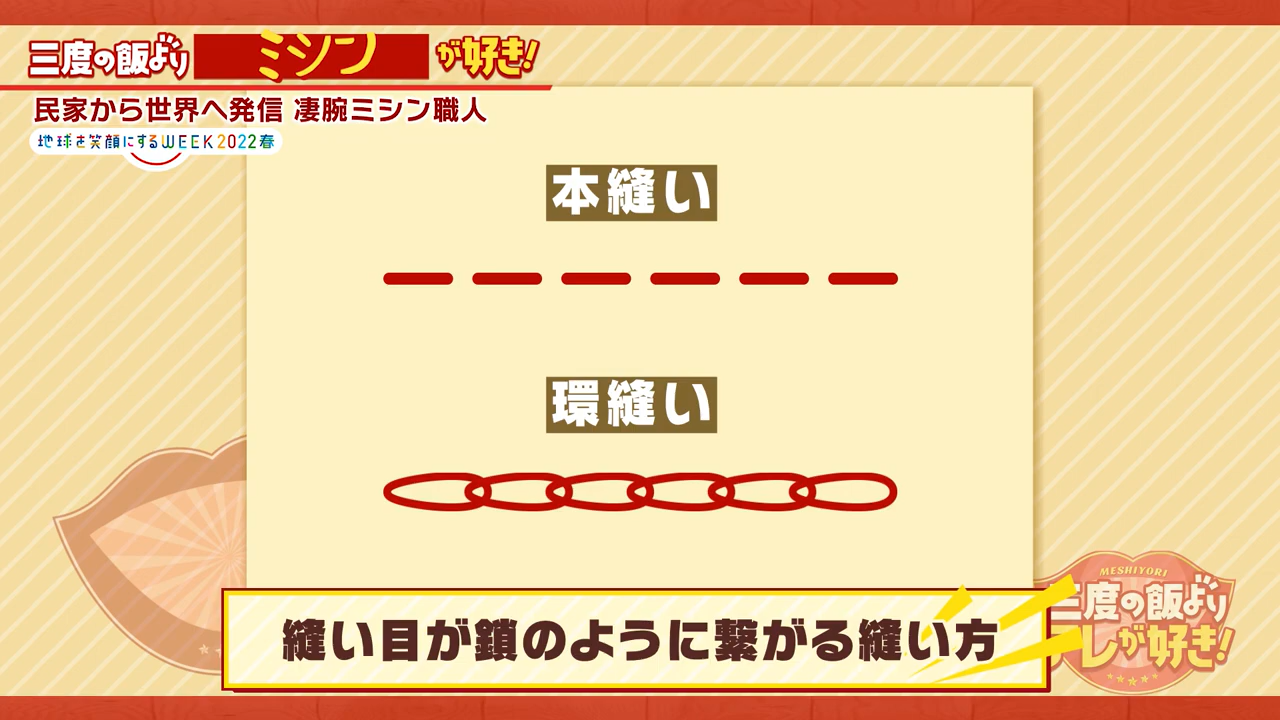 三度の飯よりミシンが好き!
民家から世界へ発信 凄腕ミシン職人
地球を笑顔にするWEEK2022春
本縫い
環縫い
縫い目が鎖のように繋がる縫い方
MESHIYORI
三度の飯より
アレが好き!